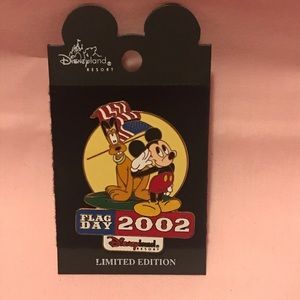 Disneyland
RESORT
FLAG
DAY
2002
Disneyland
RESORT
LIMITED EDITION